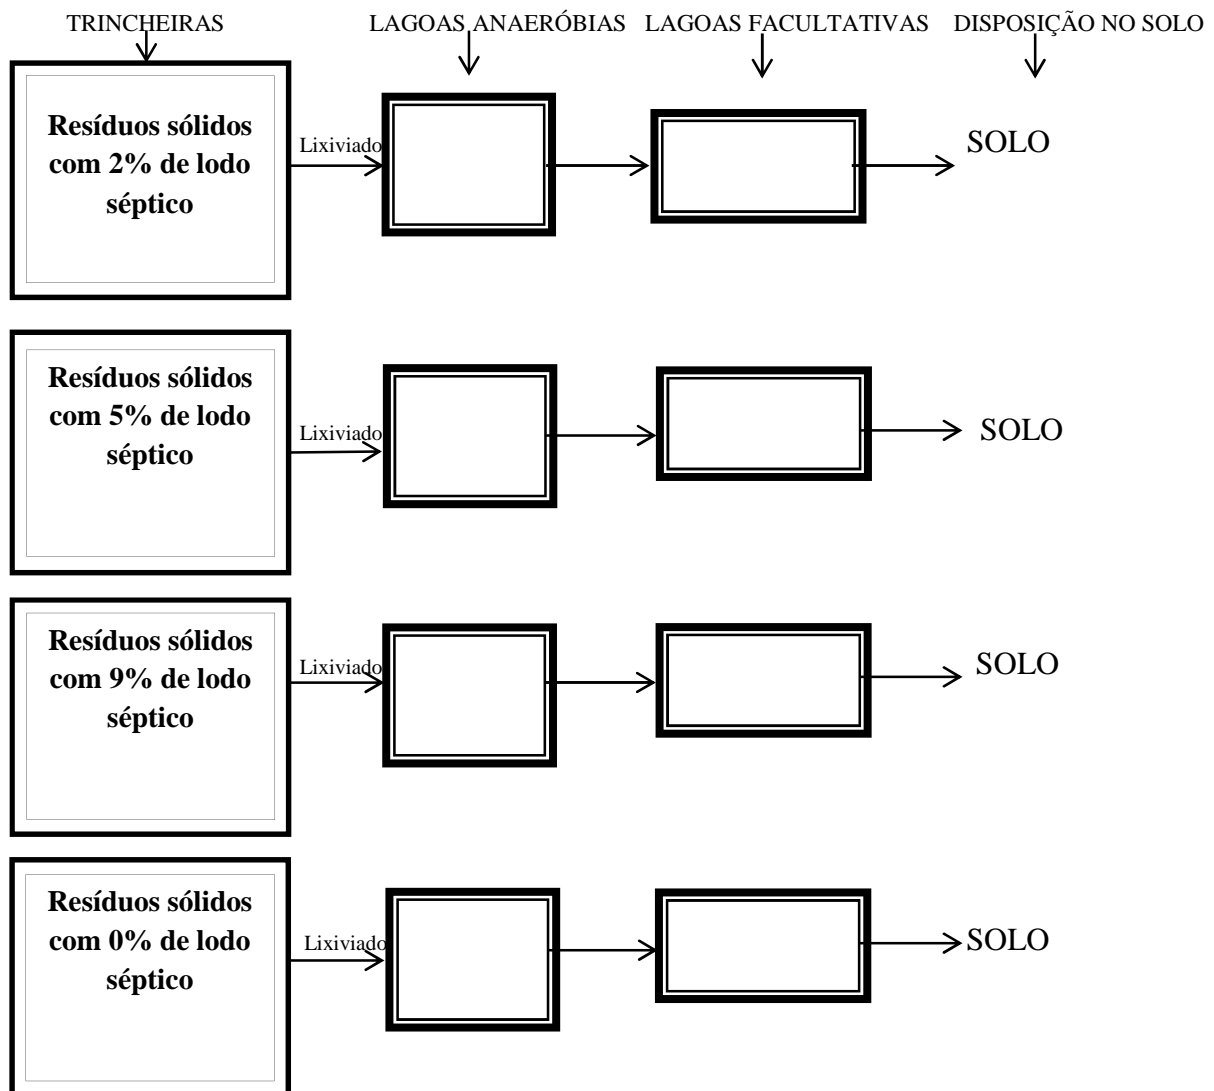 TRINCHEIRAS
LAGOAS ANAERÓBIAS
LAGOAS FACULTATIVAS
DISPOSIÇÃO NO SOLO
Resíduos sólidos
com 2% de lodo
séptico
Lixiviado
SOLO
Resíduos sólidos
com 5% de lodo
séptico
Lixiviado
SOLO
Resíduos sólidos
com 9% de lodo
séptico
Lixiviado
SOLO
Resíduos sólidos
com 0% de lodo
séptico
Lixiviado
SOLO